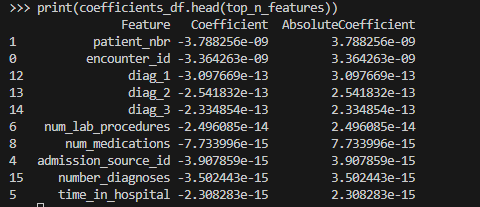 >>> print(coefficients_df.head(top_n_features))
Feature Coefficient AbsoluteCoefficient
1 patient_nbr -3.788256e-09 3.788256e-09
0 encounter_id -3.364263e-09 3.364263e-09
12 diag_1 -3.097669e-13 3.097669e-13
13 diag_2 -2.541832e-13 2.541832e-13
14 diag_3 -2.334854e-13 2.334854e-13
6 num_lab_procedures -2.496085e-14 2.496085e-14
8 num_medications -7.733996e-15 7.733996e-15
4 admission_source_id -3.907859e-15 3.907859e-15
15 number_diagnoses -3.502443e-15 3.502443e-15
5 time_in_hospital -2.308283e-15 2.308283e-15